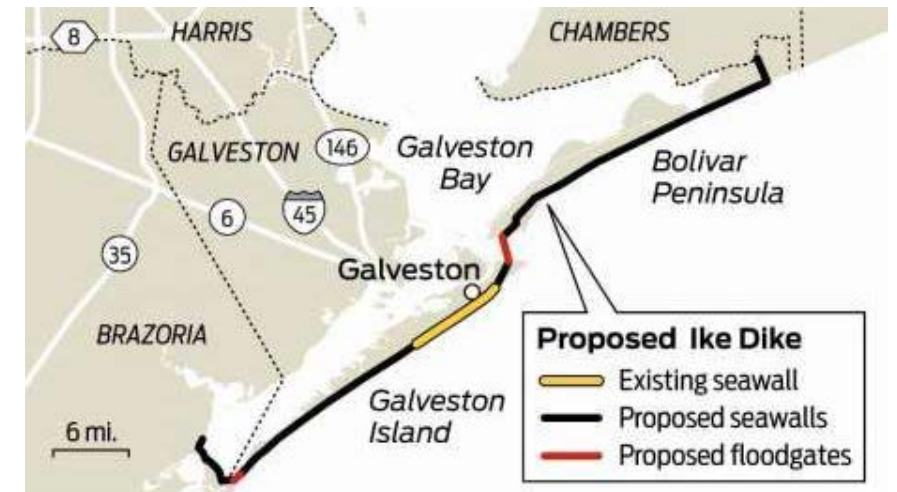 8
HARRIS
CHAMBERS
GALVESTON
146
Galveston
Bay
Bolivar
Peninsula
6
45
35
Galveston
BRAZORIA
Galveston
Island
6 mi.
Proposed Ike Dike
Existing seawall
Proposed seawalls
Proposed floodgates